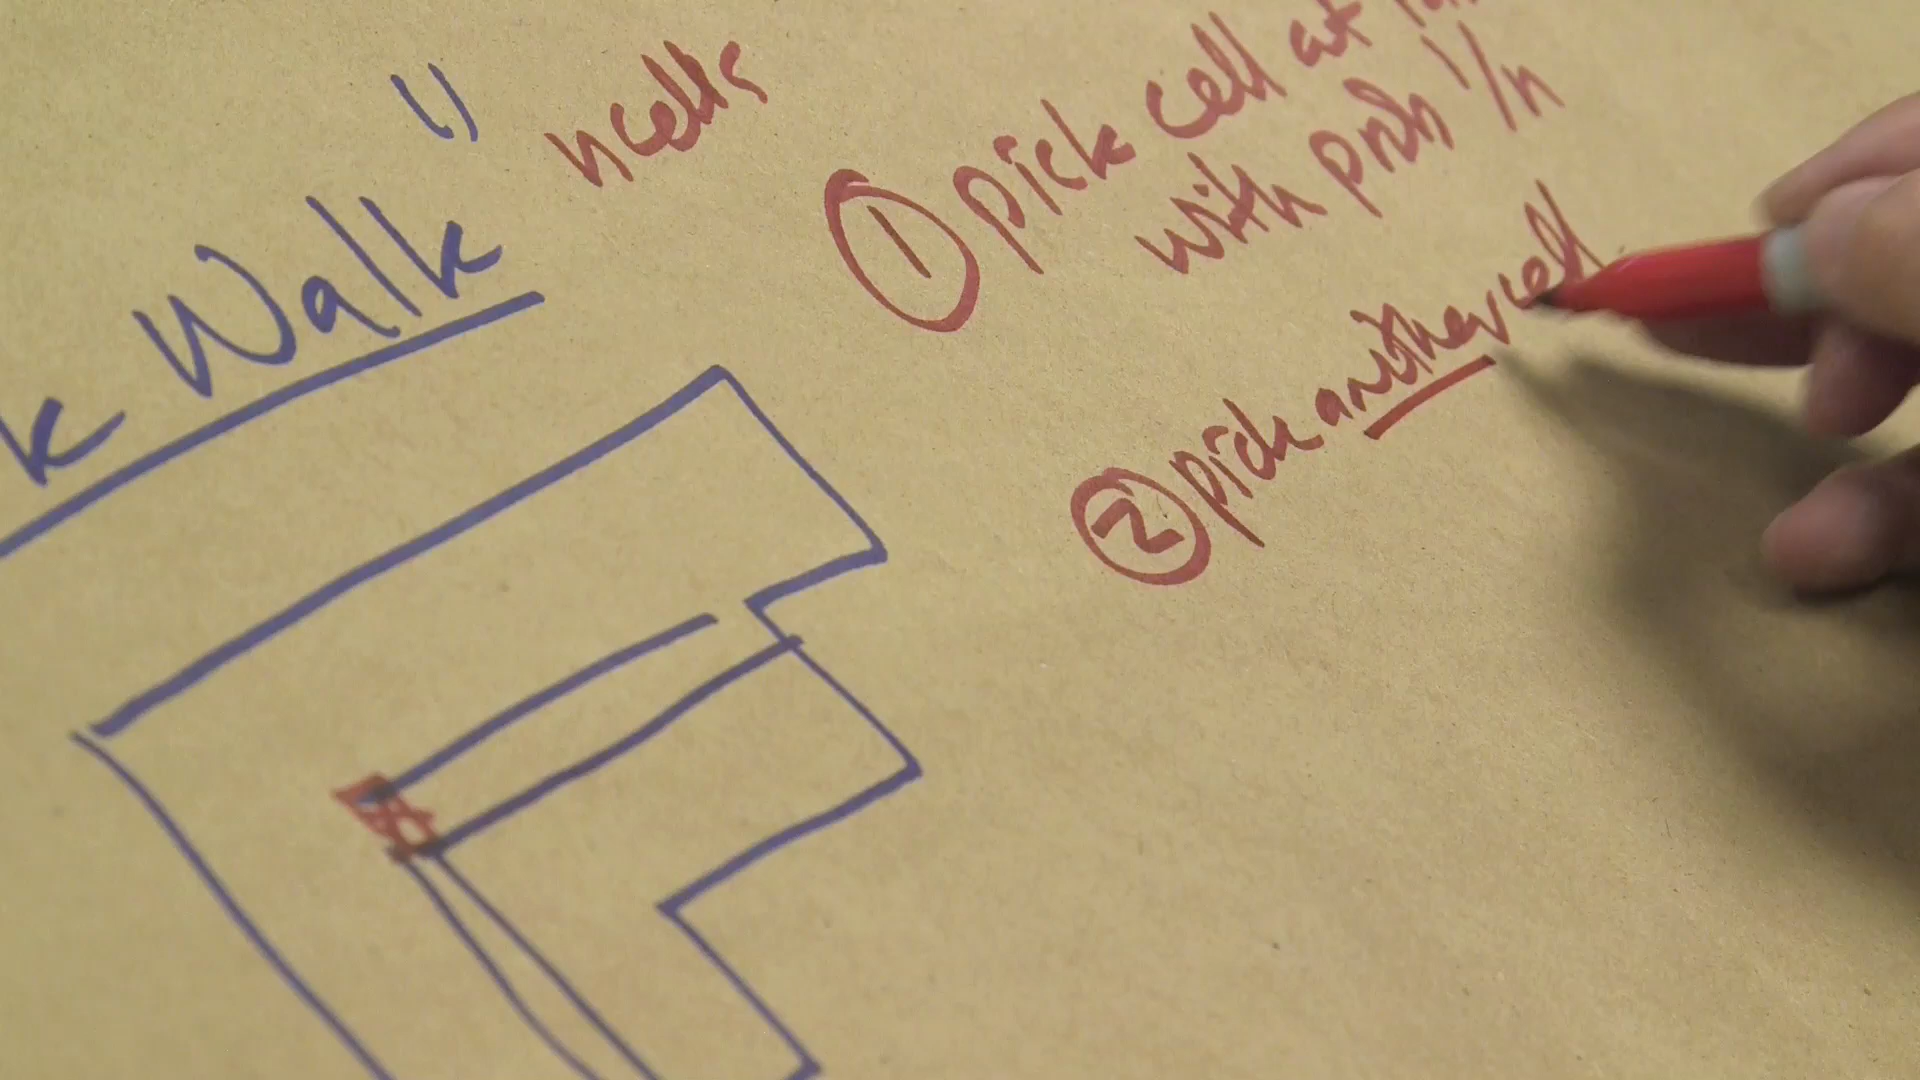 k Walk"
n cells
① pick cell at
with prob 1/n
② pick another cell